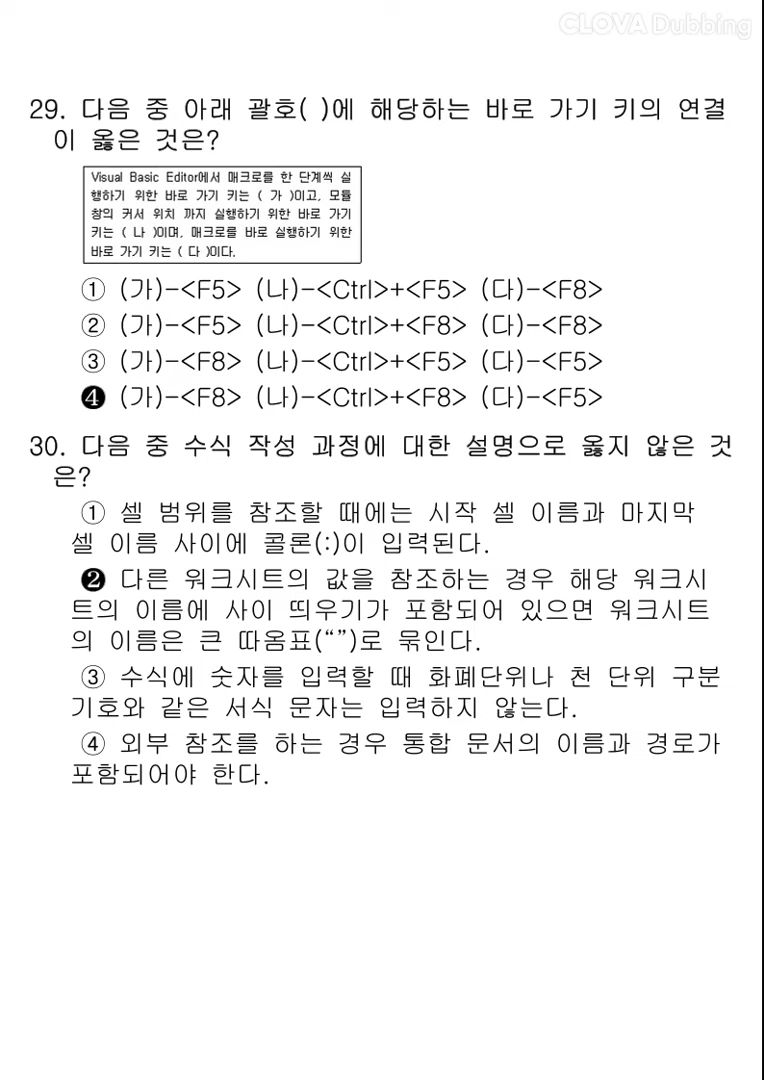 CLOVA Dubbing
29. 다음 중 아래 괄호( )에 해당하는 바로 가기 키의 연결
이 옳은 것은?
Visual Basic Editor에서 매크로를 한 단계씩 실
행하기 위한 바로 가기 키는 ( 가 )이고, 모듈
창의 커서 위치 까지 실행하기 위한 바로 가기
키는 ( 나 )이며, 매크로를 바로 실행하기 위한
바로 가기 키는 ( 다 )이다.
① (가)-<F5> (나)-<Ctrl>+<F5> (다)-<F8>
② (가)-<F5> (나)-<Ctrl>+<F8> (다)-<F8>
③ (가)-<F8> (나)-<Ctrl>+<F5> (다)-<F5>
❹ (가)-<F8> (나)-<Ctrl>+<F8> (다)-<F5>
30. 다음 중 수식 작성 과정에 대한 설명으로 옳지 않은 것
은?
① 셀 범위를 참조할 때에는 시작 셀 이름과 마지막
셀 이름 사이에 콜론(:)이 입력된다.
❷ 다른 워크시트의 값을 참조하는 경우 해당 워크시
트의 이름에 사이 띄우기가 포함되어 있으면 워크시트
의 이름은 큰 따옴표(“”)로 묶인다.
③ 수식에 숫자를 입력할 때 화폐단위나 천 단위 구분
기호와 같은 서식 문자는 입력하지 않는다.
④ 외부 참조를 하는 경우 통합 문서의 이름과 경로가
포함되어야 한다.